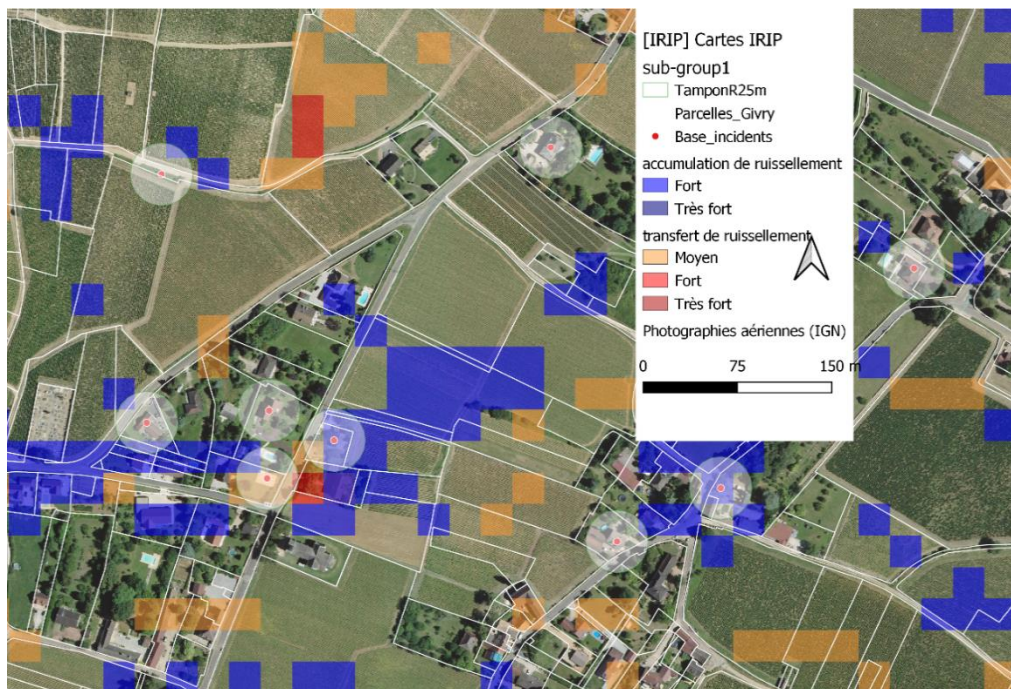 [IRIP] Cartes IRIP
sub-group1
TamponR25m
Parcelles_Givry
Base_incidents
accumulation de ruissellement
Fort
Très fort
transfert de ruissellement
Moyen
Fort
Très fort
Photographies aériennes (IGN)
0 75 150 m